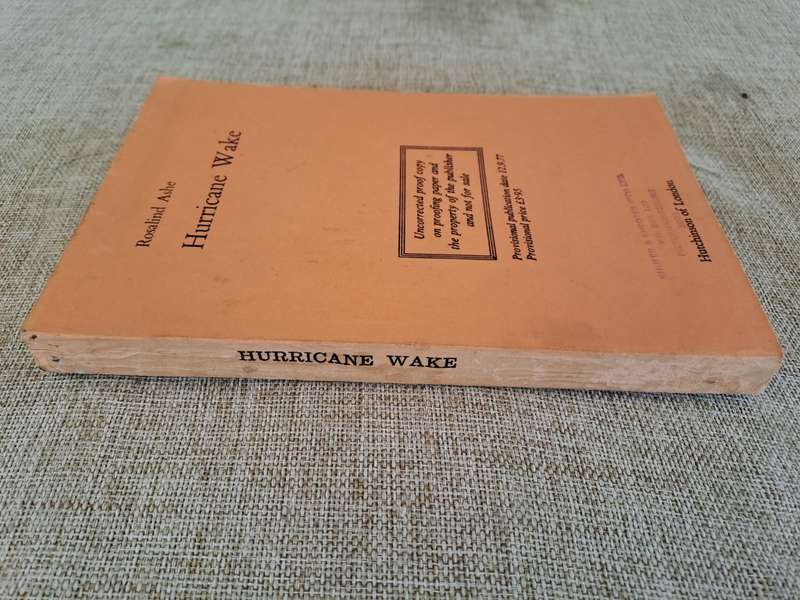 Rosalind Ashe
Hurricane Wake
Uncorrected proof copy
on proofing paper and
the property of the publisher
and not for sale
Provisional publication date 12.9.77
Provisional price £3·95
Hutchinson of London
HURRICANE WAKE